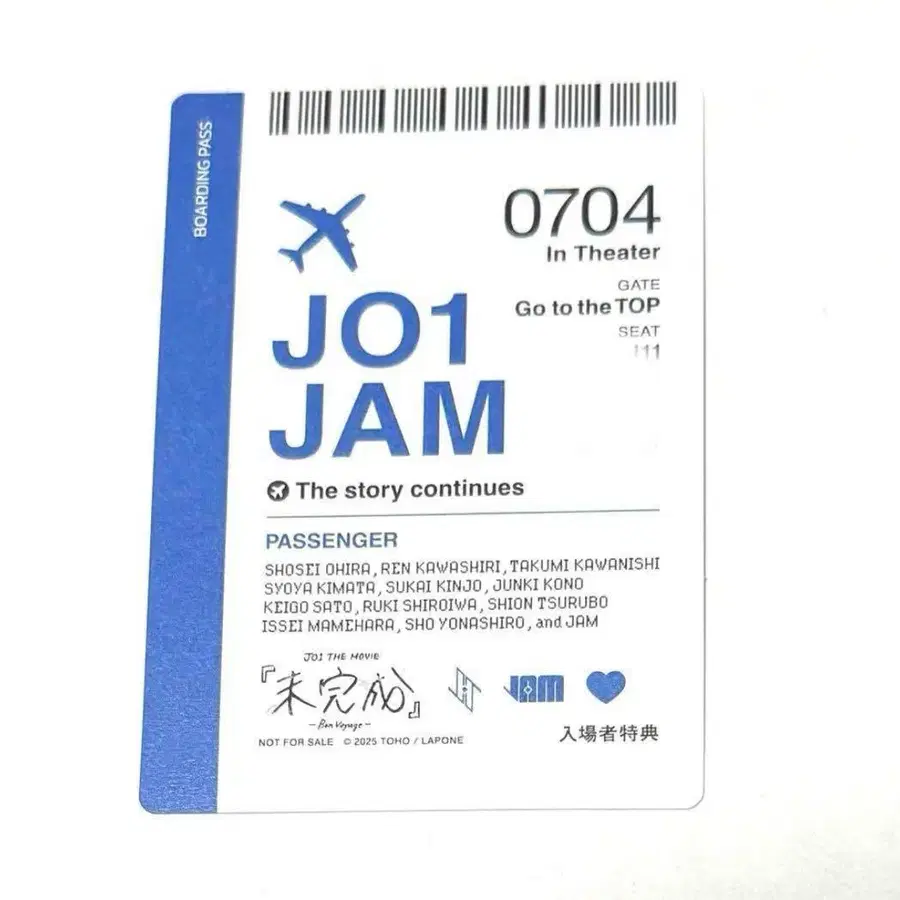 BOARDING PASS
0704
In Theater
GATE
Go to the TOP
SEAT
JO1
JAM
The story continues
PASSENGER
SHOSEI OHIRA, REN KAWASHIRI, TAKUMI KAWANISHI
SYOYA KIMATA, SUKAI KINJO, JUNKI KONO
KEIGO SATO, RUKI SHIROIWA, SHION TSURUBO
ISSEI MAMEHARA, SHO YONASHIRO, and JAM
JO1 THE MOVIE
『未完成』
-Bon Voyage-
JAM
NOT FOR SALE © 2025 TOHO / LAPONE
入場者特典